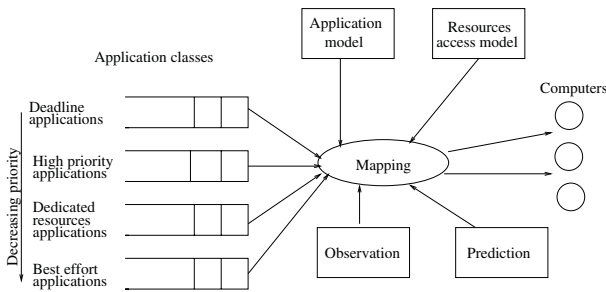 Application
model
Resources
access model
Application classes
Computers
Decreasing priority
Deadline
applications
High priority
applications
Mapping
Dedicated
resources
applications
Observation
Prediction
Best effort
applications